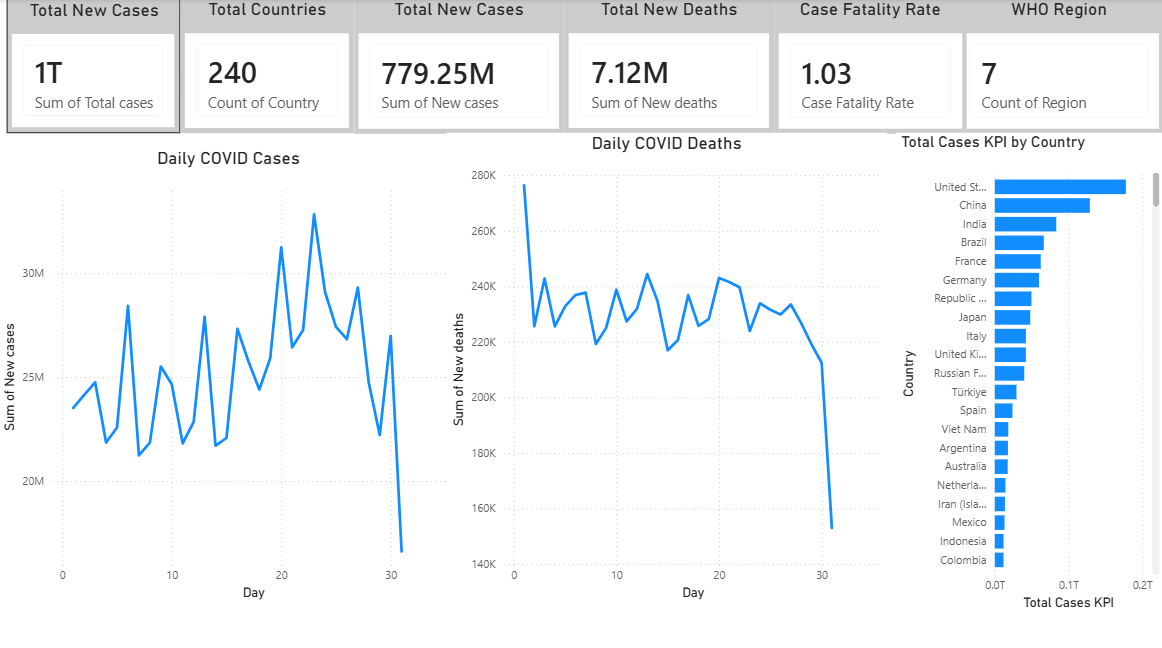 Total New Cases
1T
Sum of Total cases
Total Countries
240
Count of Country
Total New Cases
779.25M
Sum of New cases
Total New Deaths
7.12M
Sum of New deaths
Case Fatality Rate
1.03
Case Fatality Rate
WHO Region
7
Count of Region
Daily COVID Cases
Sum of New cases
30M
25M
20M
0 10 20 30
Day
Daily COVID Deaths
Sum of New deaths
280K
260K
240K
220K
200K
180K
160K
140K
0 10 20 30
Day
Total Cases KPI by Country
Country
United St...
China
India
Brazil
France
Germany
Republic ...
Japan
Italy
United Ki...
Russian F...
Türkiye
Spain
Viet Nam
Argentina
Australia
Netherla...
Iran (Isla...
Mexico
Indonesia
Colombia
0.0T 0.1T 0.2T
Total Cases KPI